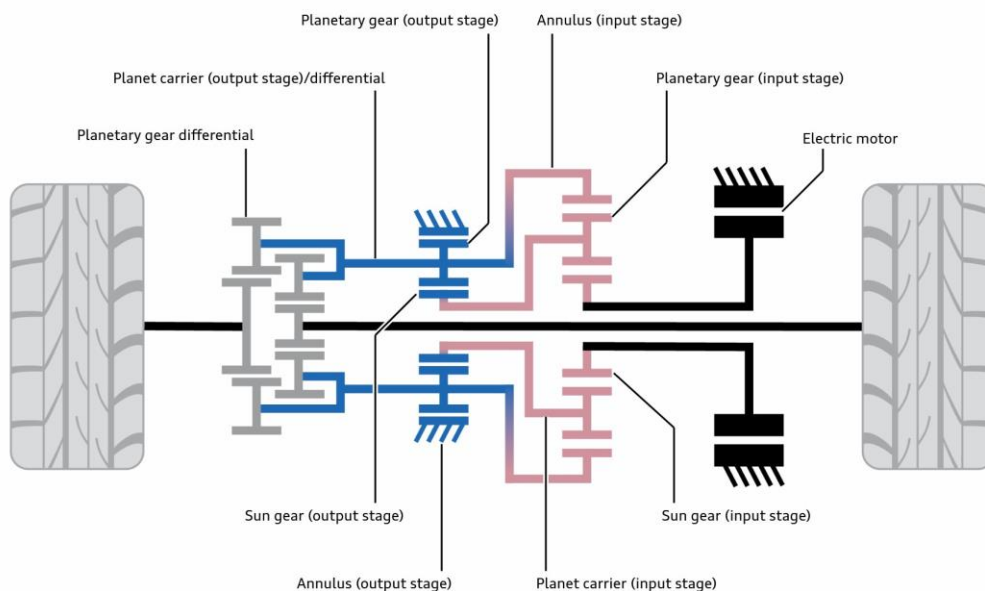 Planetary gear (output stage)
Annulus (input stage)
Planet carrier (output stage)/differential
Planetary gear (input stage)
Planetary gear differential
Electric motor
Sun gear (output stage)
Sun gear (input stage)
Annulus (output stage)
Planet carrier (input stage)